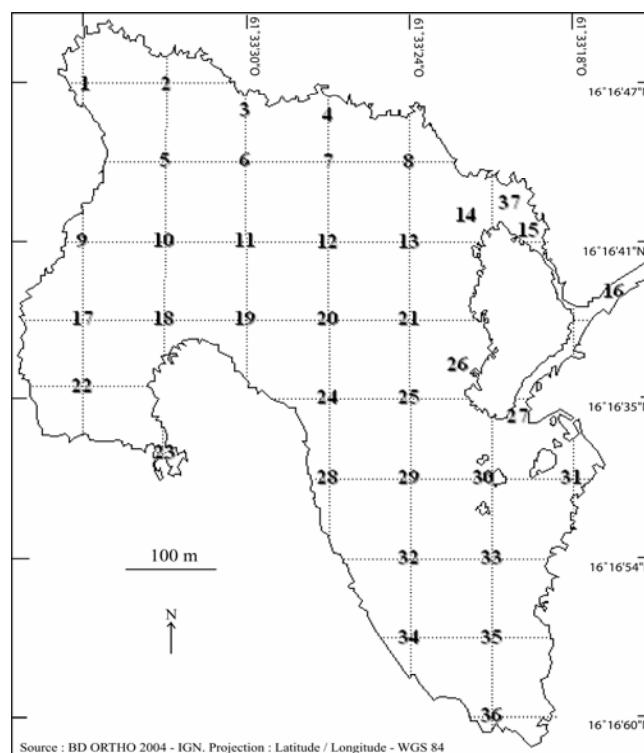 61°33'30"O
61°33'24"O
61°33'18"O
1 2 16°16'47"N
3 4
5 6 7 8
37
14 15
9 10 11 12 13 16°16'41"N
16
17 18 19 20 21
26
22 24 25 16°16'35"N
27
23
28 29 30 31
100 m
32 33 16°16'54"N
N
34 35
36 16°16'60"N
Source : BD ORTHO 2004 - IGN. Projection : Latitude / Longitude - WGS 84